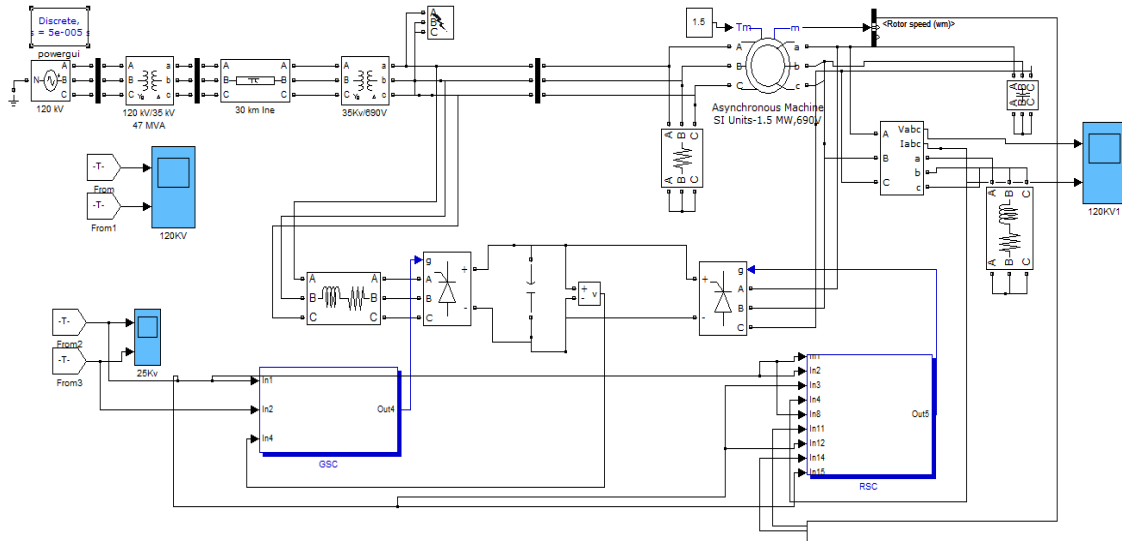 Discrete,
s = 5e-005
powergui
N
A
B
C
120 kV
A
B
C
a
b
c
120 kV/35 kV
47 MVA
A
B
C
A
B
C
30 km lne
A
B
C
a
b
c
35Kv/690V
A
B
C
1.5
Tm
m
<Rotor speed (wm)>
A
B
C
a
b
c
Asynchronous Machine
SI Units-1.5 MW,690V
A B C
A B C
A B C
A B C
A
B
C
Vabc
Iabc
a
b
c
A B C
A B C
120KV1
-T-
From
-T-
From1
120KV
A
B
C
A
B
C
g
A
B
C
+
-
+
-
v
+
-
g
A
B
C
-T-
From2
-T-
From3
25Kv
In1
In2
In4
Out4
GSC
In1
In2
In3
In4
In8
In11
In12
In14
In15
Out5
RSC